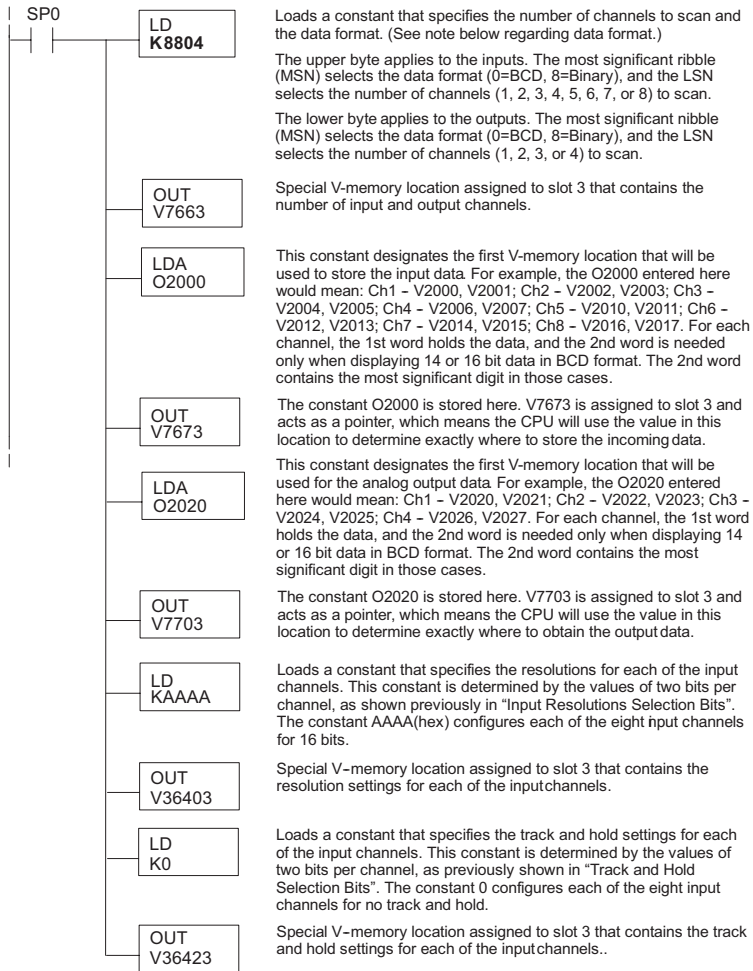 SP0
LD
K8804
Loads a constant that specifies the number of channels to scan and
the data format. (See note below regarding data format.)
The upper byte applies to the inputs. The most significant ribble
(MSN) selects the data format (0=BCD, 8=Binary), and the LSN
selects the number of channels (1, 2, 3, 4, 5, 6, 7, or 8) to scan.
The lower byte applies to the outputs. The most significant nibble
(MSN) selects the data format (0=BCD, 8=Binary), and the LSN
selects the number of channels (1, 2, 3, or 4) to scan.
OUT
V7663
Special V-memory location assigned to slot 3 that contains the
number of input and output channels.
LDA
O2000
This constant designates the first V-memory location that will be
used to store the input data. For example, the O2000 entered here
would mean: Ch1 – V2000, V2001; Ch2 – V2002, V2003; Ch3 –
V2004, V2005; Ch4 – V2006, V2007; Ch5 – V2010, V2011; Ch6 –
V2012, V2013; Ch7 – V2014, V2015; Ch8 – V2016, V2017. For each
channel, the 1st word holds the data, and the 2nd word is needed
only when displaying 14 or 16 bit data in BCD format. The 2nd word
contains the most significant digit in those cases.
OUT
V7673
The constant O2000 is stored here. V7673 is assigned to slot 3 and
acts as a pointer, which means the CPU will use the value in this
location to determine exactly where to store the incoming data.
LDA
O2020
This constant designates the first V-memory location that will be
used for the analog output data. For example, the O2020 entered
here would mean: Ch1 – V2020, V2021; Ch2 – V2022, V2023; Ch3 –
V2024, V2025; Ch4 – V2026, V2027. For each channel, the 1st word
holds the data, and the 2nd word is needed only when displaying 14
or 16 bit data in BCD format. The 2nd word contains the most
significant digit in those cases.
OUT
V7703
The constant O2020 is stored here. V7703 is assigned to slot 3 and
acts as a pointer, which means the CPU will use the value in this
location to determine exactly where to obtain the output data.
LD
KAAAA
Loads a constant that specifies the resolutions for each of the input
channels. This constant is determined by the values of two bits per
channel, as shown previously in “Input Resolutions Selection Bits”.
The constant AAAA(hex) configures each of the eight input channels
for 16 bits.
OUT
V36403
Special V–memory location assigned to slot 3 that contains the
resolution settings for each of the inputchannels.
LD
K0
Loads a constant that specifies the track and hold settings for each
of the input channels. This constant is determined by the values of
two bits per channel, as previously shown in “Track and Hold
Selection Bits”. The constant 0 configures each of the eight input
channels for no track and hold.
OUT
V36423
Special V–memory location assigned to slot 3 that contains the track
and hold settings for each of the inputchannels..